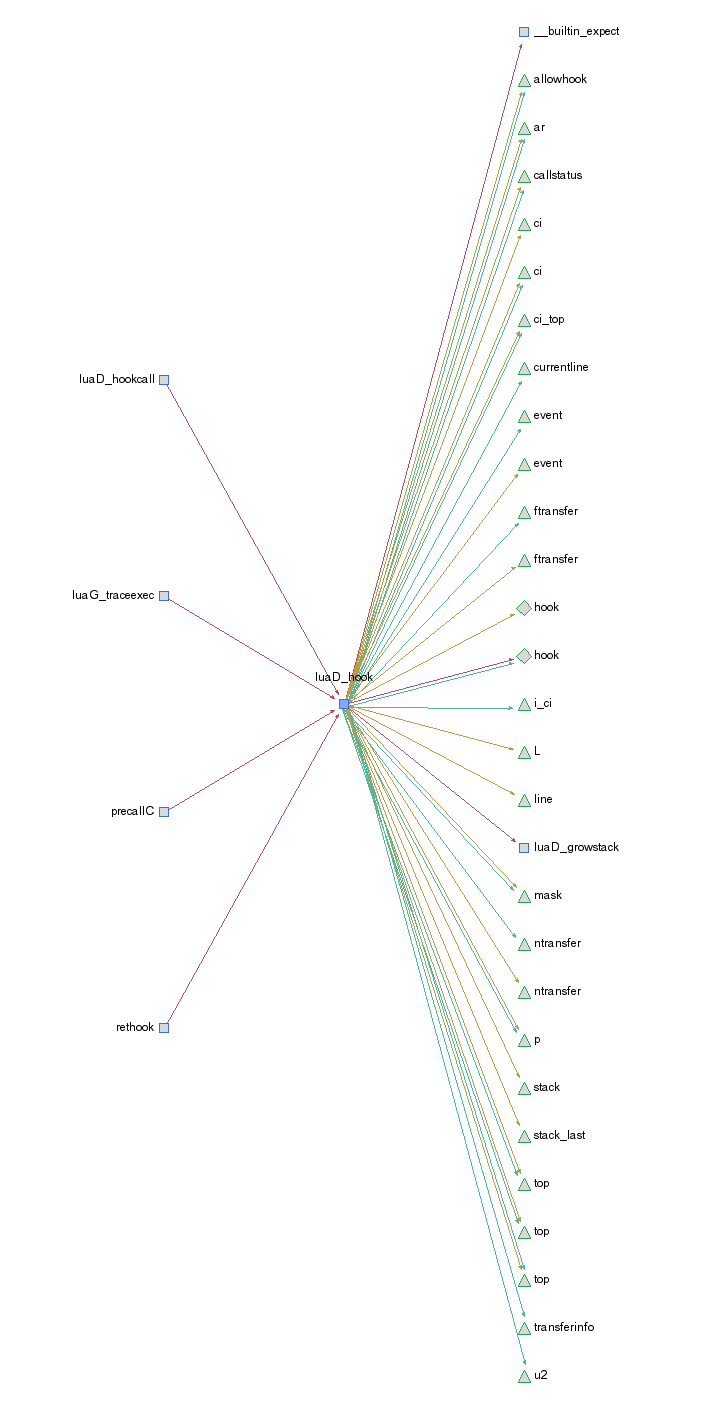 luaD_hookcall
luaG_traceexec
precallC
rethook
luaD_hook
__builtin_expect
allowhook
ar
callstatus
ci
ci
ci_top
currentline
event
event
ftransfer
ftransfer
hook
hook
i_ci
L
line
luaD_growstack
mask
ntransfer
ntransfer
p
stack
stack_last
top
top
top
transferinfo
u2